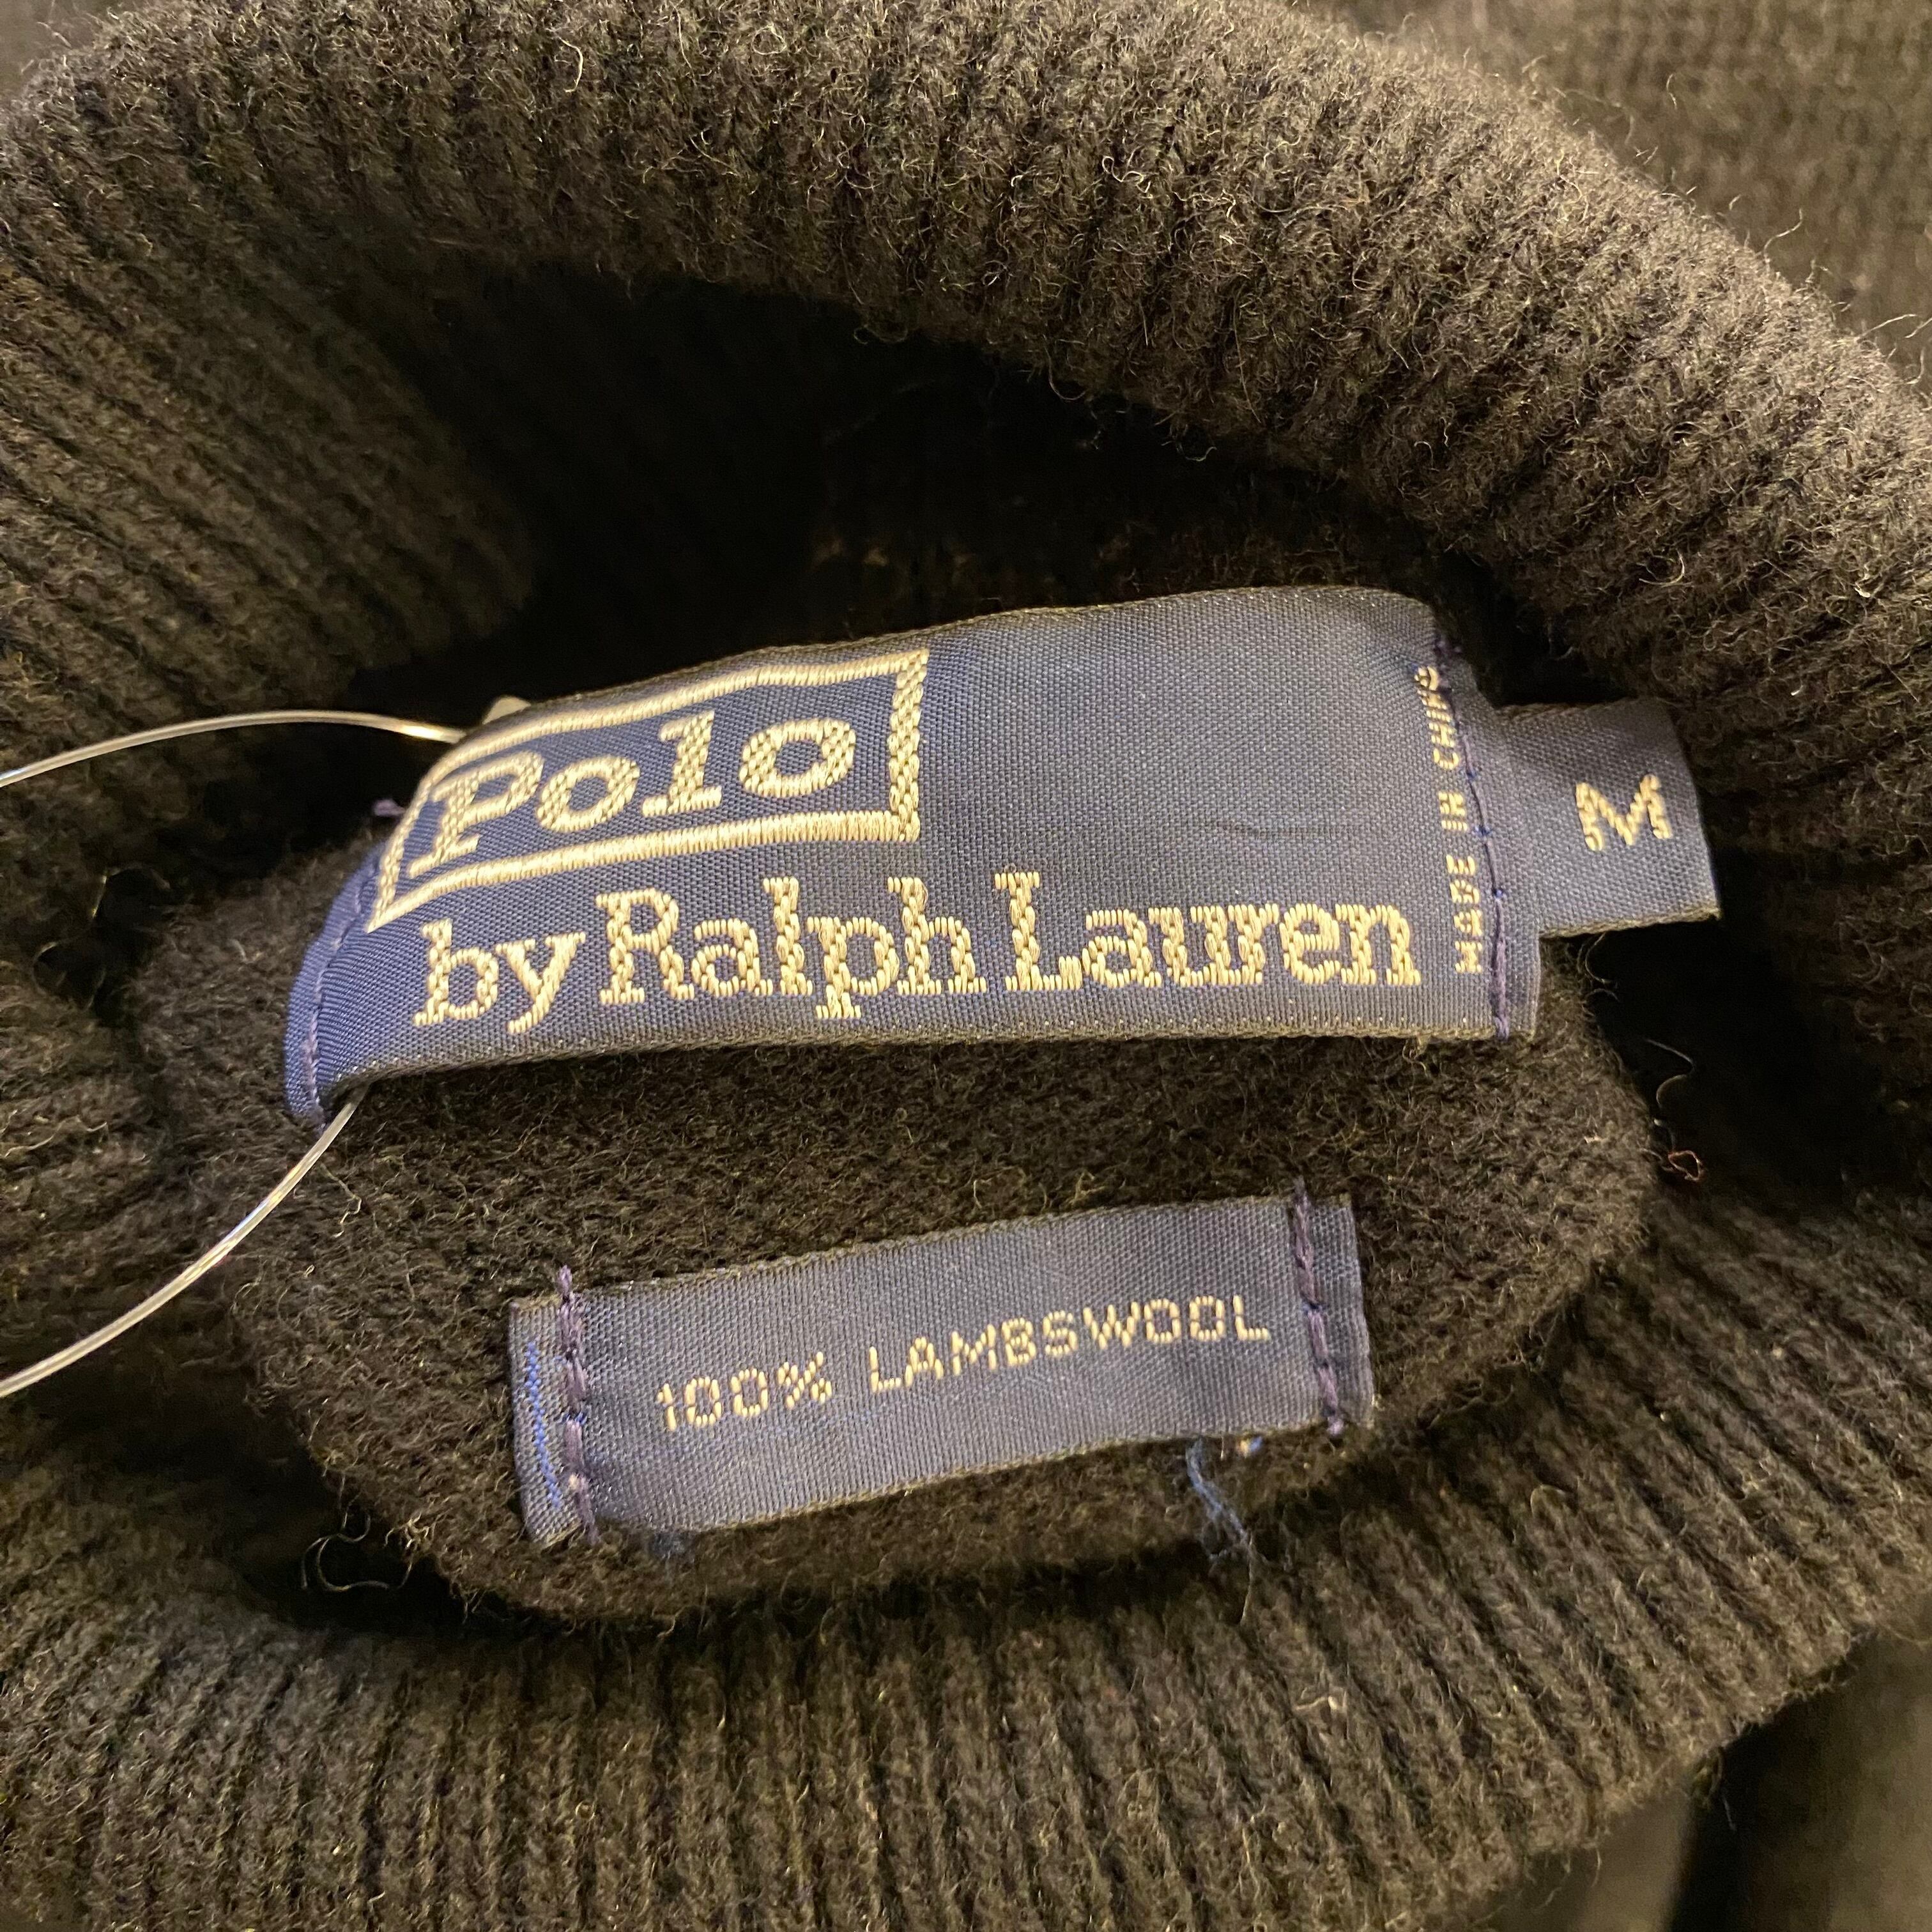 Polo
by Ralph Lauren
MADE IN CHINA
M
100% LAMBSWOOL